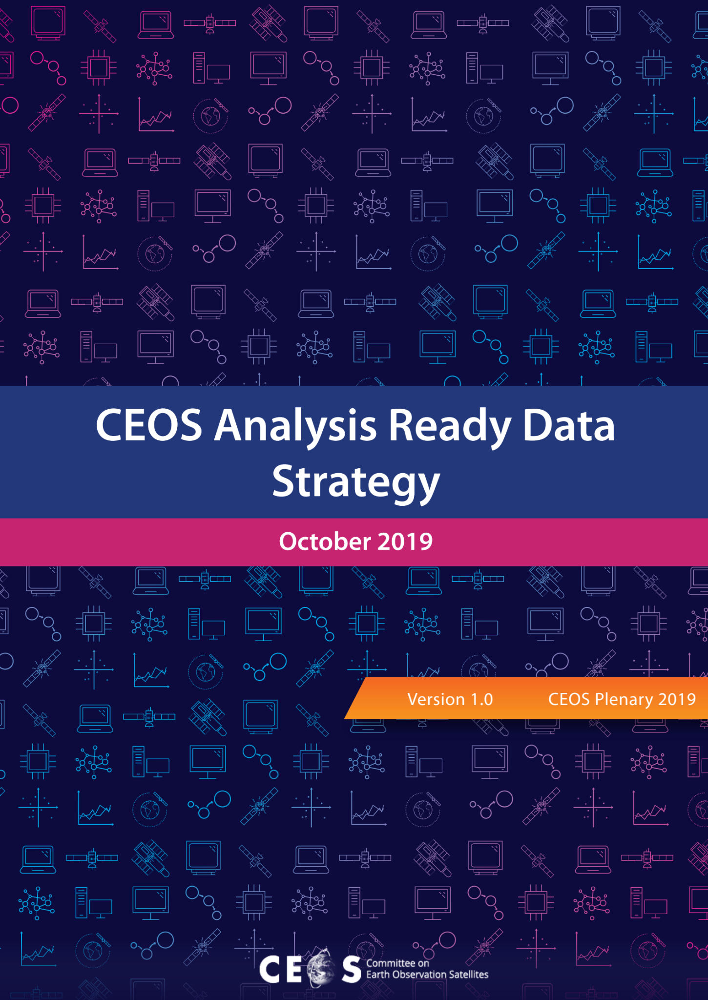 CEOS Analysis Ready Data
Strategy
October 2019
Version 1.0 CEOS Plenary 2019
CEOS Committee on
Earth Observation Satellites